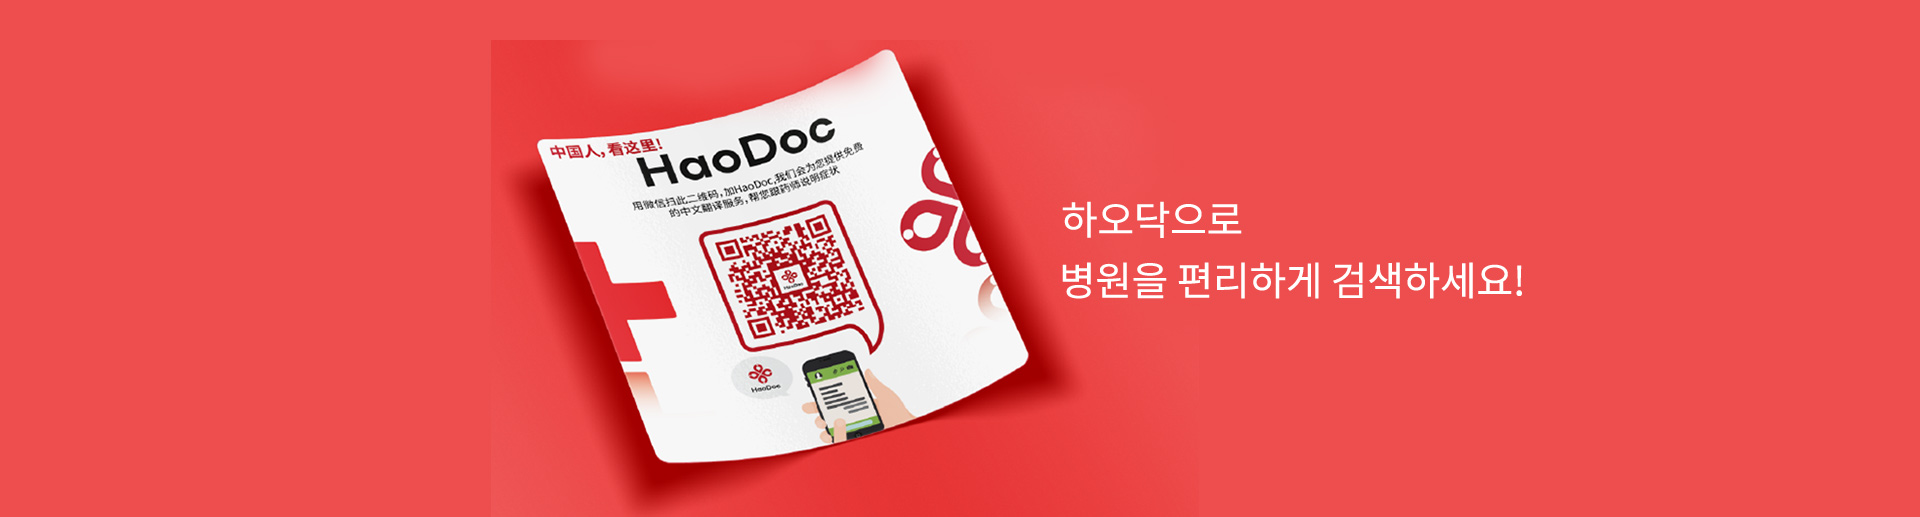 中国人，看这里！
HaoDoc
用微信扫此二维码，加HaoDoc,我们会为您提供免费
的中文翻译服务，帮您跟药师说明症状
HaoDoc
HaoDoc
하오닥으로
병원을 편리하게 검색하세요!